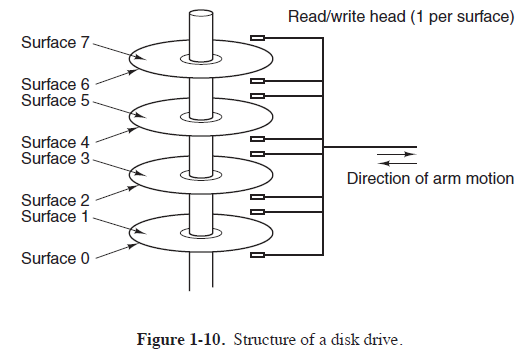 Read/write head (1 per surface)
Surface 7
Surface 6
Surface 5
Surface 4
Surface 3
Direction of arm motion
Surface 2
Surface 1
Surface 0
Figure 1-10. Structure of a disk drive.